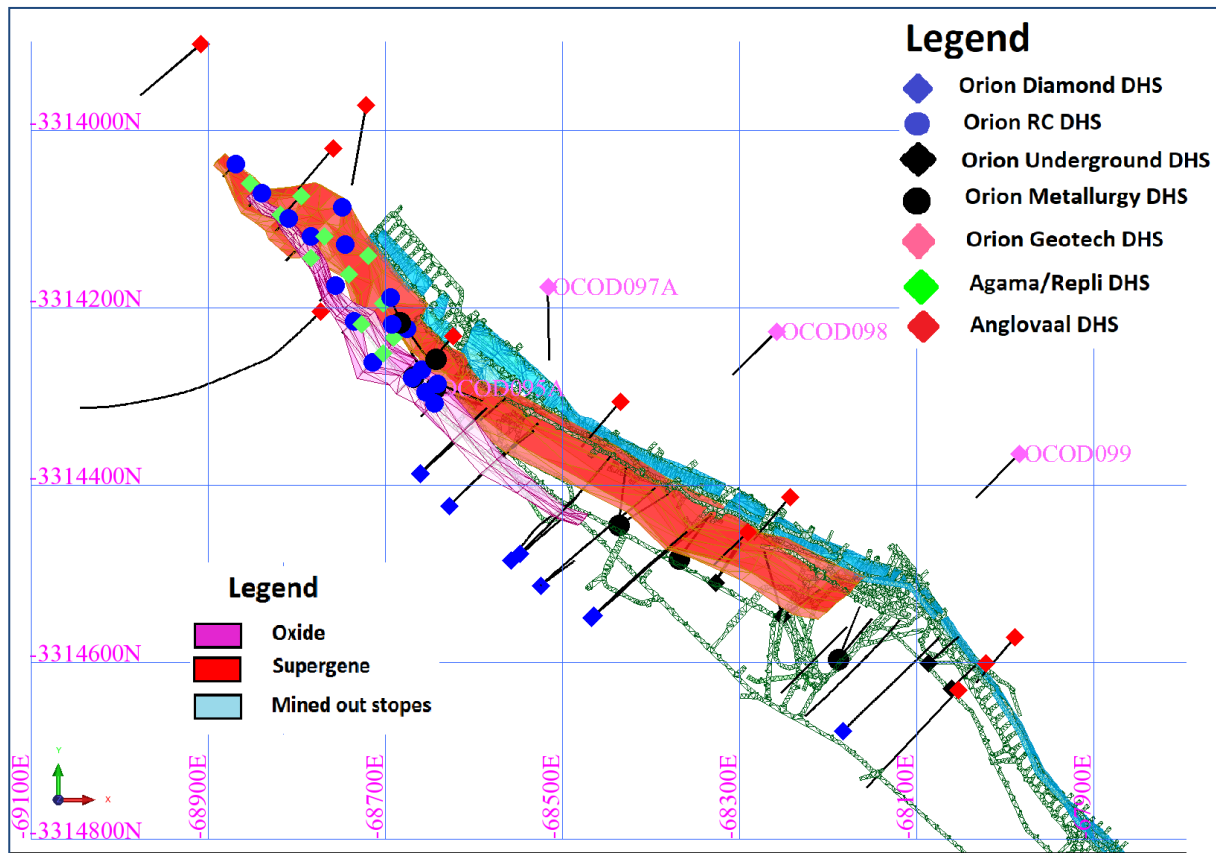 Legend
Orion Diamond DHS
Orion RC DHS
Orion Underground DHS
Orion Metallurgy DHS
Orion Geotech DHS
Agama/Repli DHS
Anglovaal DHS
-3314000N
-3314200N
OCOD097A
OCOD098
OCOD095A
-3314400N
OCOD099
Legend
Oxide
Supergene
Mined out stopes
-3314600N
-3314800N
-69100E
-68900E
-68700E
-68500E
-68300E
-68100E
-67900E
Y
X